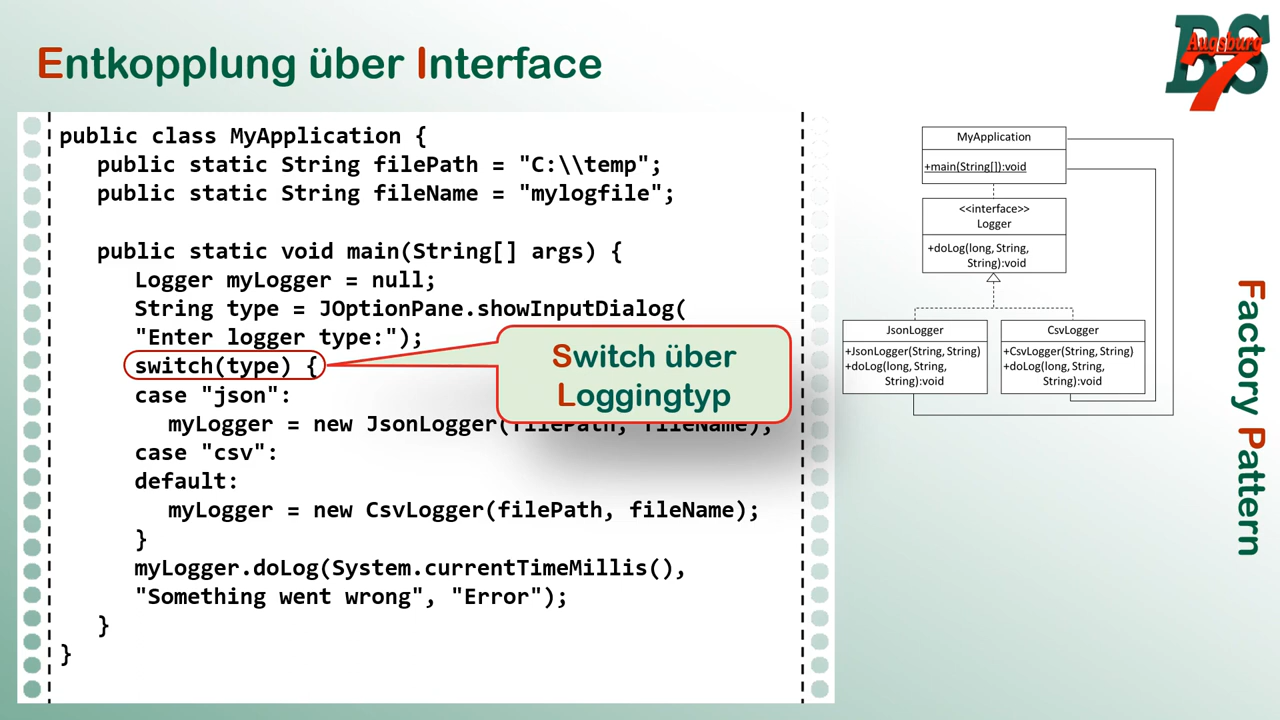 Entkopplung über Interface
BS
Augsburg
7
public class MyApplication {
public static String filePath = "C:\\temp";
public static String fileName = "mylogfile";
public static void main(String[] args) {
Logger myLogger = null;
String type = JOptionPane.showInputDialog(
"Enter logger type:");
switch(type) {
case "json":
myLogger = new JsonLogger(filePath, fileName);
case "csv":
default:
myLogger = new CsvLogger(filePath, fileName);
}
myLogger.doLog(System.currentTimeMillis(),
"Something went wrong", "Error");
}
}
Switch über
Loggingtyp
MyApplication
+main(String[]):void
<<interface>>
Logger
+doLog(long, String,
String):void
JsonLogger
+JsonLogger(String, String)
+doLog(long, String,
String):void
CsvLogger
+CsvLogger(String, String)
+doLog(long, String,
String):void
Factory Pattern